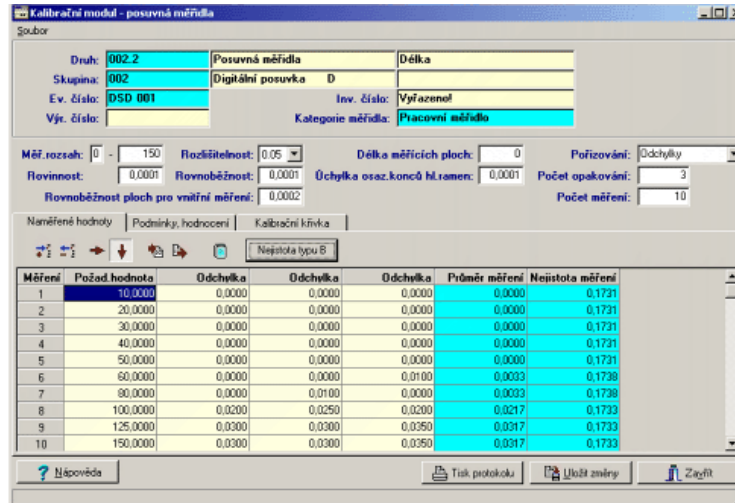 Kalibrační modul - posuvná měřidla
Soubor
Druh: 002.2 Posuvná měřidla Délka
Skupina: 002 Digitální posuvka D
Ev. číslo: DSD 001 Inv. číslo: Vyřazeno!
Výr. číslo: Kategorie měřidla: Pracovní měřidlo
Měř.rozsah: 0 - 150 Rozlišitelnost: 0.05 Délka měřících ploch: 0 Pořizování: Odchylky
Rovinnost: 0,0001 Rovnoběžnost: 0,0001 Úchylka osaz.konců hl.ramen: 0,0001 Počet opakování: 3
Rovnoběžnost ploch pro vnitřní měření: 0,0002 Počet měření: 10
Naměřené hodnoty Podmínky, hodnocení Kalibrační křivka
Nejistota typu B
Měření Požad.hodnota Odchylka Odchylka Odchylka Průměr měření Nejistota měření
1 10,0000 0,0000 0,0000 0,0000 0,0000 0,1731
2 20,0000 0,0000 0,0000 0,0000 0,0000 0,1731
3 30,0000 0,0000 0,0000 0,0000 0,0000 0,1731
4 40,0000 0,0000 0,0000 0,0000 0,0000 0,1731
5 50,0000 0,0000 0,0000 0,0000 0,0000 0,1731
6 60,0000 0,0000 0,0000 0,0100 0,0033 0,1738
7 80,0000 0,0000 0,0100 0,0000 0,0033 0,1738
8 100,0000 0,0200 0,0250 0,0200 0,0217 0,1733
9 125,0000 0,0300 0,0300 0,0350 0,0317 0,1733
10 150,0000 0,0300 0,0300 0,0350 0,0317 0,1733
Nápověda Tisk protokolu Uložit změny Zavřít